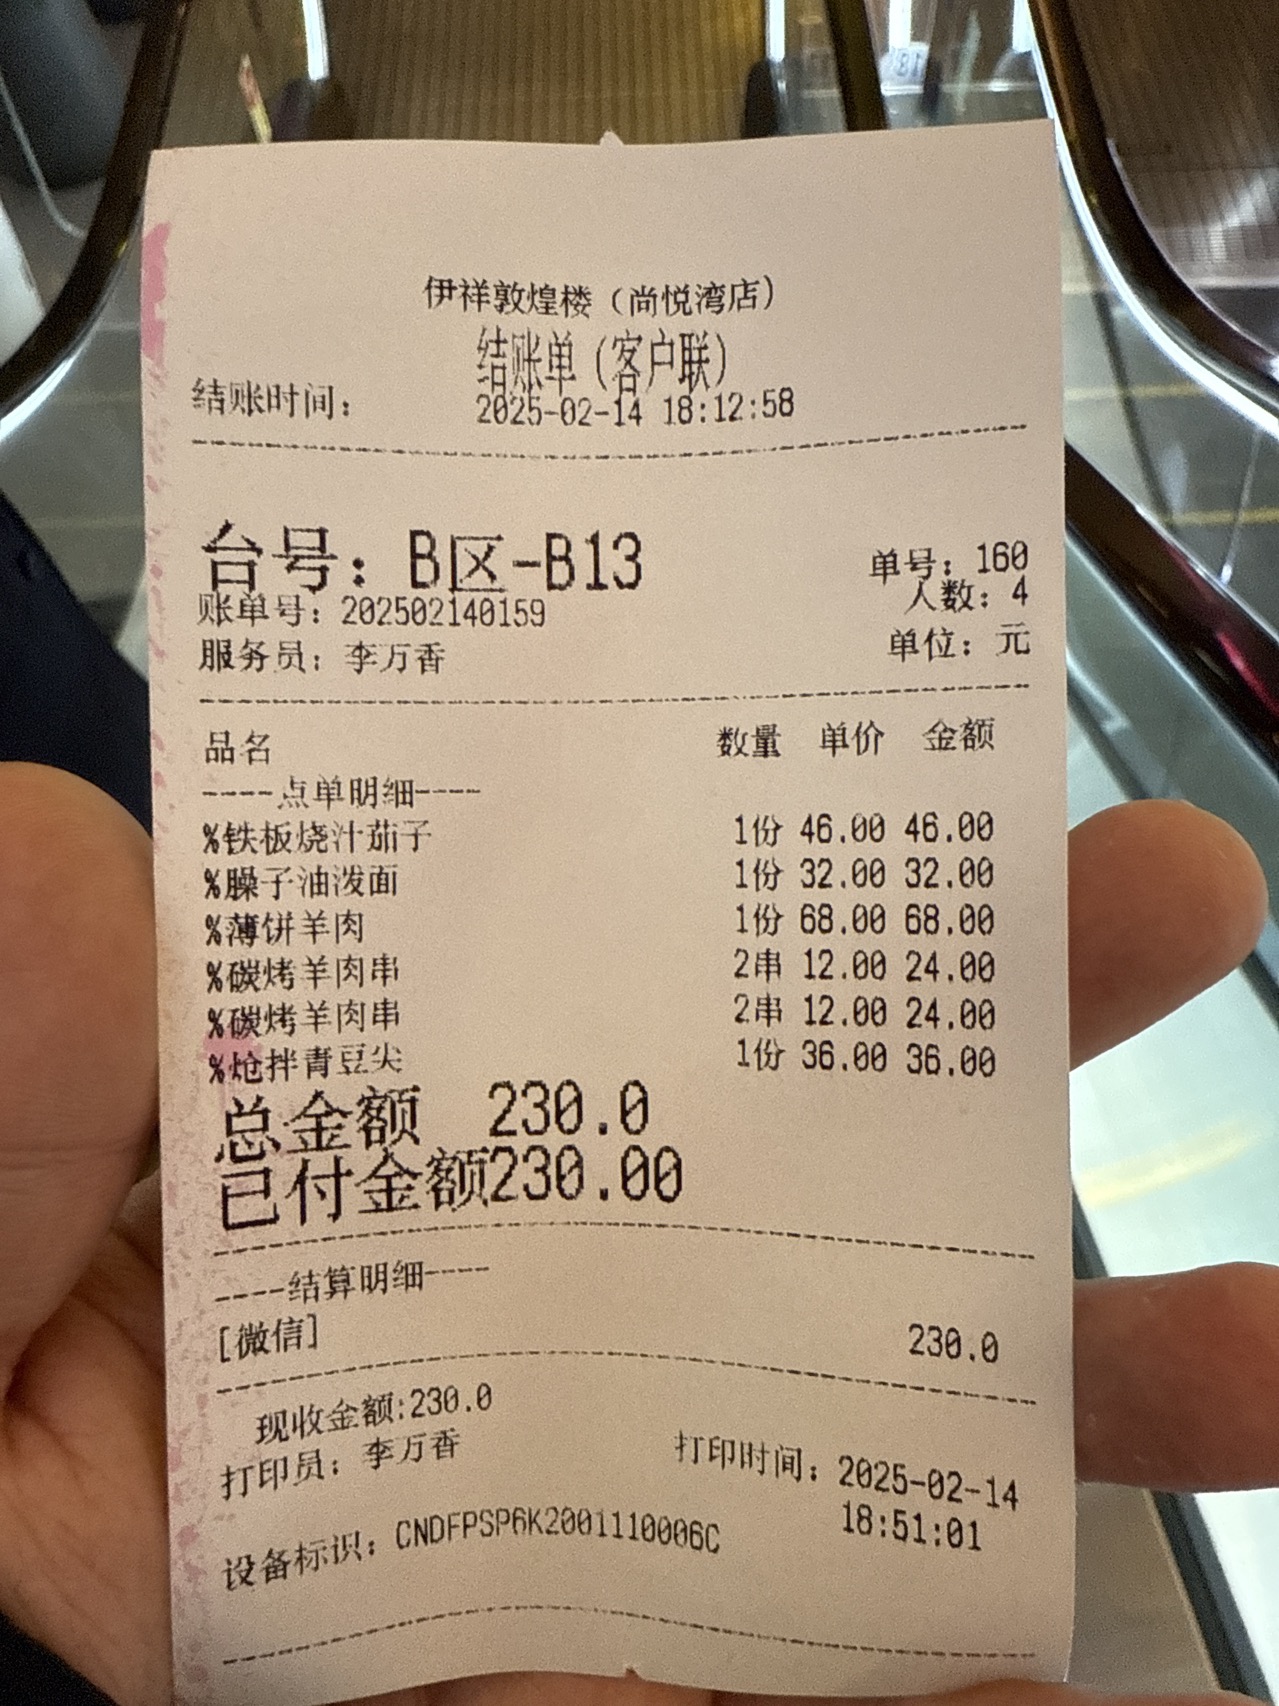 伊祥敦煌楼（尚悦湾店）
结账单（客户联）
结账时间： 2025-02-14 18:12:58
台号：B区-B13 单号：160
账单号：202502140159 人数：4
服务员：李万香 单位：元
品名 数量 单价 金额
----点单明细----
%铁板烧汁茄子 1份 46.00 46.00
%臊子油泼面 1份 32.00 32.00
%薄饼羊肉 1份 68.00 68.00
%碳烤羊肉串 2串 12.00 24.00
%碳烤羊肉串 2串 12.00 24.00
%炝拌青豆尖 1份 36.00 36.00
总金额 230.0
已付金额230.00
----结算明细----
[微信] 230.0
现收金额:230.0
打印员：李万香 打印时间：2025-02-14
18:51:01
设备标识：CNDFPSP6K2001110006C